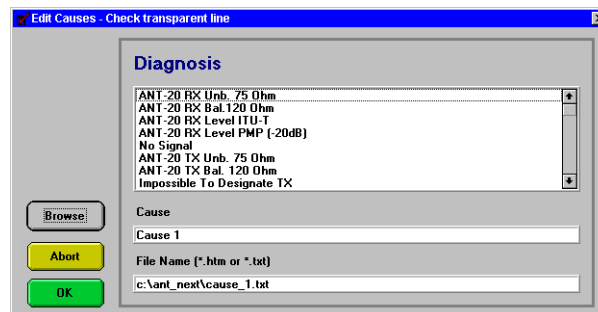 Edit Causes - Check transparent line
Diagnosis
ANT-20 RX Unb. 75 Ohm
ANT-20 RX Bal.120 Ohm
ANT-20 RX Level ITU-T
ANT-20 RX Level PMP (-20dB)
No Signal
ANT-20 TX Unb. 75 Ohm
ANT-20 TX Bal. 120 Ohm
Impossible To Designate TX
Browse
Cause
Cause 1
Abort
File Name (*.htm or *.txt)
OK
c:\ant_next\cause_1.txt